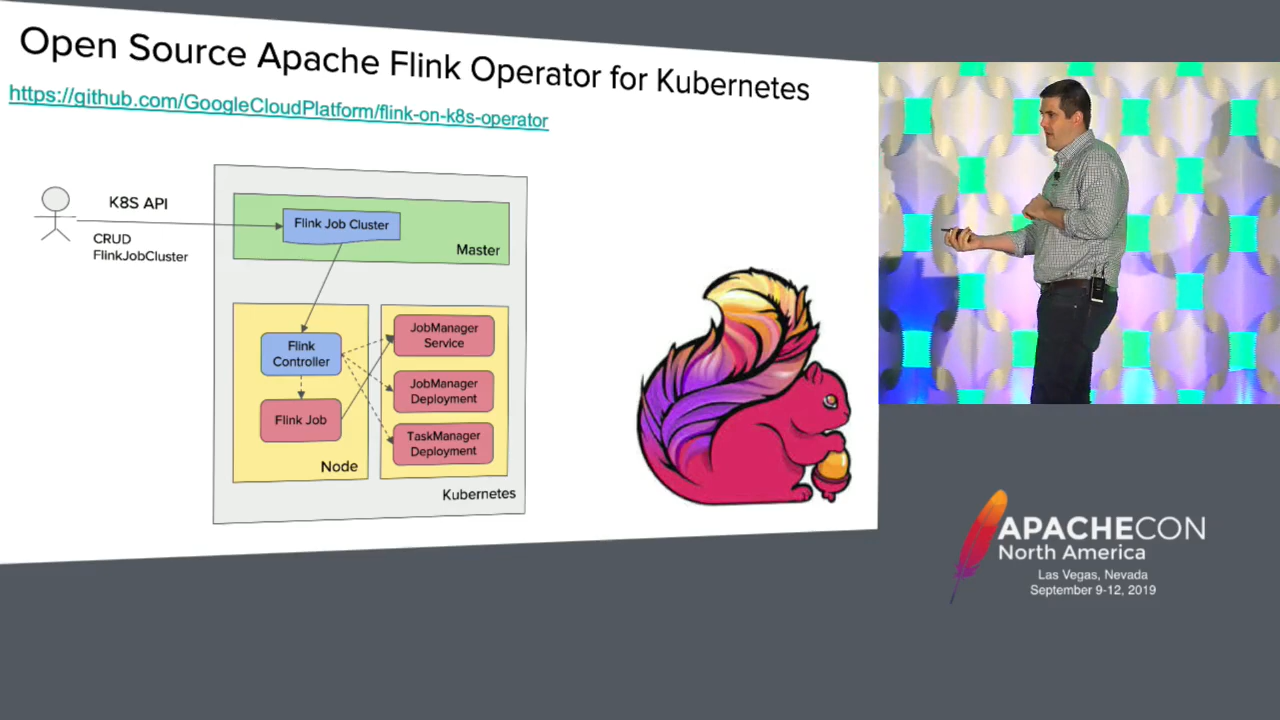 Open Source Apache Flink Operator for Kubernetes
https://github.com/GoogleCloudPlatform/flink-on-k8s-operator
K8S API
CRUD
FlinkJobCluster
Flink Job Cluster
Master
Flink
Controller
Flink Job
Node
JobManager
Service
JobManager
Deployment
TaskManager
Deployment
Kubernetes
APACHECON
North America
Las Vegas, Nevada
September 9-12, 2019